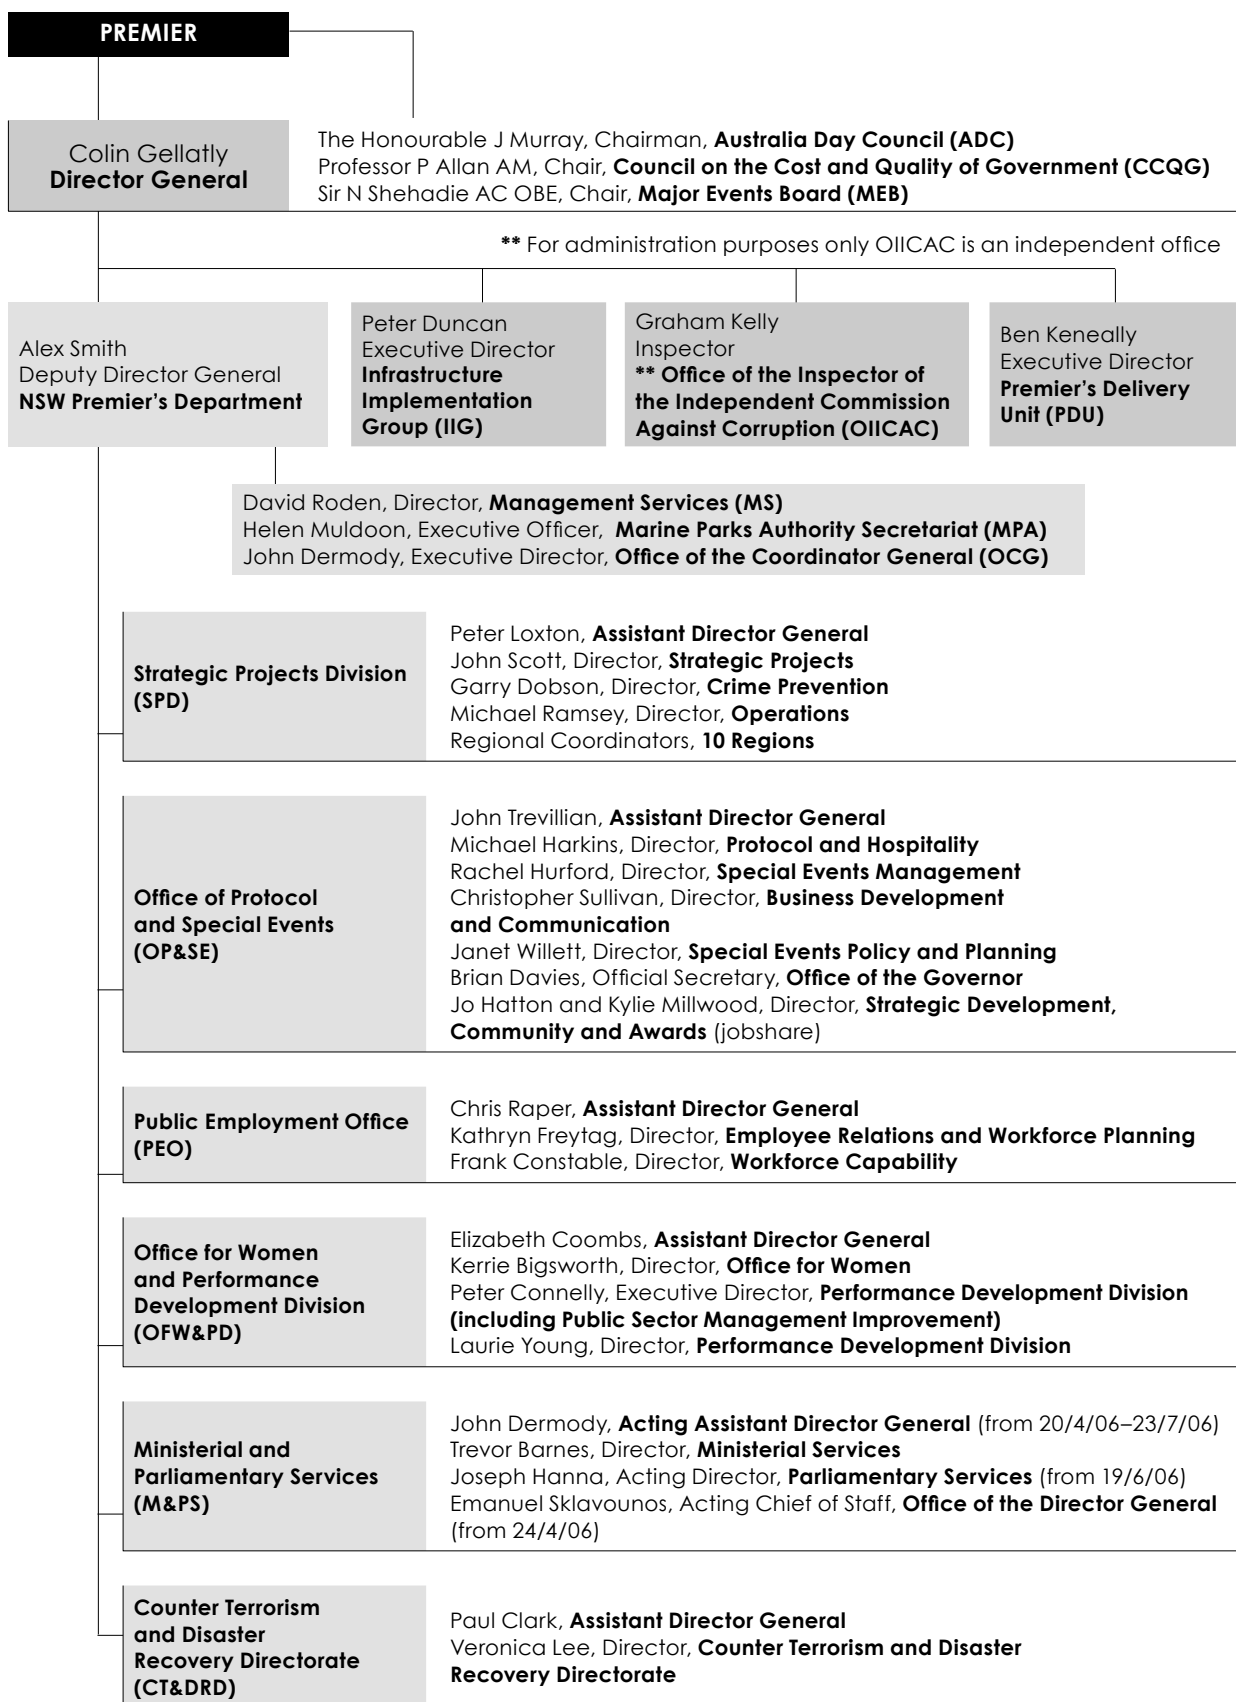 PREMIER
Colin Gellatly
Director General
The Honourable J Murray, Chairman, Australia Day Council (ADC)
Professor P Allan AM, Chair, Council on the Cost and Quality of Government (CCQG)
Sir N Shehadie AC OBE, Chair, Major Events Board (MEB)
** For administration purposes only OIICAC is an independent office
Alex Smith
Deputy Director General
NSW Premier’s Department
Peter Duncan
Executive Director
Infrastructure
Implementation
Group (IIG)
Graham Kelly
Inspector
** Office of the Inspector of
the Independent Commission
Against Corruption (OIICAC)
Ben Keneally
Executive Director
Premier’s Delivery
Unit (PDU)
David Roden, Director, Management Services (MS)
Helen Muldoon, Executive Officer, Marine Parks Authority Secretariat (MPA)
John Dermody, Executive Director, Office of the Coordinator General (OCG)
Strategic Projects Division
(SPD)
Peter Loxton, Assistant Director General
John Scott, Director, Strategic Projects
Garry Dobson, Director, Crime Prevention
Michael Ramsey, Director, Operations
Regional Coordinators, 10 Regions
Office of Protocol
and Special Events
(OP&SE)
John Trevillian, Assistant Director General
Michael Harkins, Director, Protocol and Hospitality
Rachel Hurford, Director, Special Events Management
Christopher Sullivan, Director, Business Development
and Communication
Janet Willett, Director, Special Events Policy and Planning
Brian Davies, Official Secretary, Office of the Governor
Jo Hatton and Kylie Millwood, Director, Strategic Development,
Community and Awards (jobshare)
Public Employment Office
(PEO)
Chris Raper, Assistant Director General
Kathryn Freytag, Director, Employee Relations and Workforce Planning
Frank Constable, Director, Workforce Capability
Office for Women
and Performance
Development Division
(OFW&PD)
Elizabeth Coombs, Assistant Director General
Kerrie Bigsworth, Director, Office for Women
Peter Connelly, Executive Director, Performance Development Division
(including Public Sector Management Improvement)
Laurie Young, Director, Performance Development Division
Ministerial and
Parliamentary Services
(M&PS)
John Dermody, Acting Assistant Director General (from 20/4/06–23/7/06)
Trevor Barnes, Director, Ministerial Services
Joseph Hanna, Acting Director, Parliamentary Services (from 19/6/06)
Emanuel Sklavounos, Acting Chief of Staff, Office of the Director General
(from 24/4/06)
Counter Terrorism
and Disaster
Recovery Directorate
(CT&DRD)
Paul Clark, Assistant Director General
Veronica Lee, Director, Counter Terrorism and Disaster
Recovery Directorate